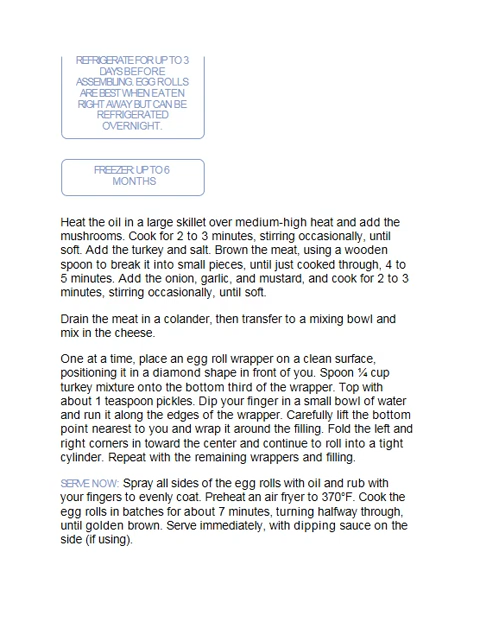 REFRIGERATE FOR UP TO 3
DAYS BEFORE
ASSEMBLING. EGG ROLLS
ARE BEST WHEN EATEN
RIGHT AWAY BUT CAN BE
REFRIGERATED
OVERNIGHT.
FREEZER: UP TO 6
MONTHS
Heat the oil in a large skillet over medium-high heat and add the
mushrooms. Cook for 2 to 3 minutes, stirring occasionally, until
soft. Add the turkey and salt. Brown the meat, using a wooden
spoon to break it into small pieces, until just cooked through, 4 to
5 minutes. Add the onion, garlic, and mustard, and cook for 2 to 3
minutes, stirring occasionally, until soft.
Drain the meat in a colander, then transfer to a mixing bowl and
mix in the cheese.
One at a time, place an egg roll wrapper on a clean surface,
positioning it in a diamond shape in front of you. Spoon ¼ cup
turkey mixture onto the bottom third of the wrapper. Top with
about 1 teaspoon pickles. Dip your finger in a small bowl of water
and run it along the edges of the wrapper. Carefully lift the bottom
point nearest to you and wrap it around the filling. Fold the left and
right corners in toward the center and continue to roll into a tight
cylinder. Repeat with the remaining wrappers and filling.
SERVE NOW: Spray all sides of the egg rolls with oil and rub with
your fingers to evenly coat. Preheat an air fryer to 370°F. Cook the
egg rolls in batches for about 7 minutes, turning halfway through,
until golden brown. Serve immediately, with dipping sauce on the
side (if using).